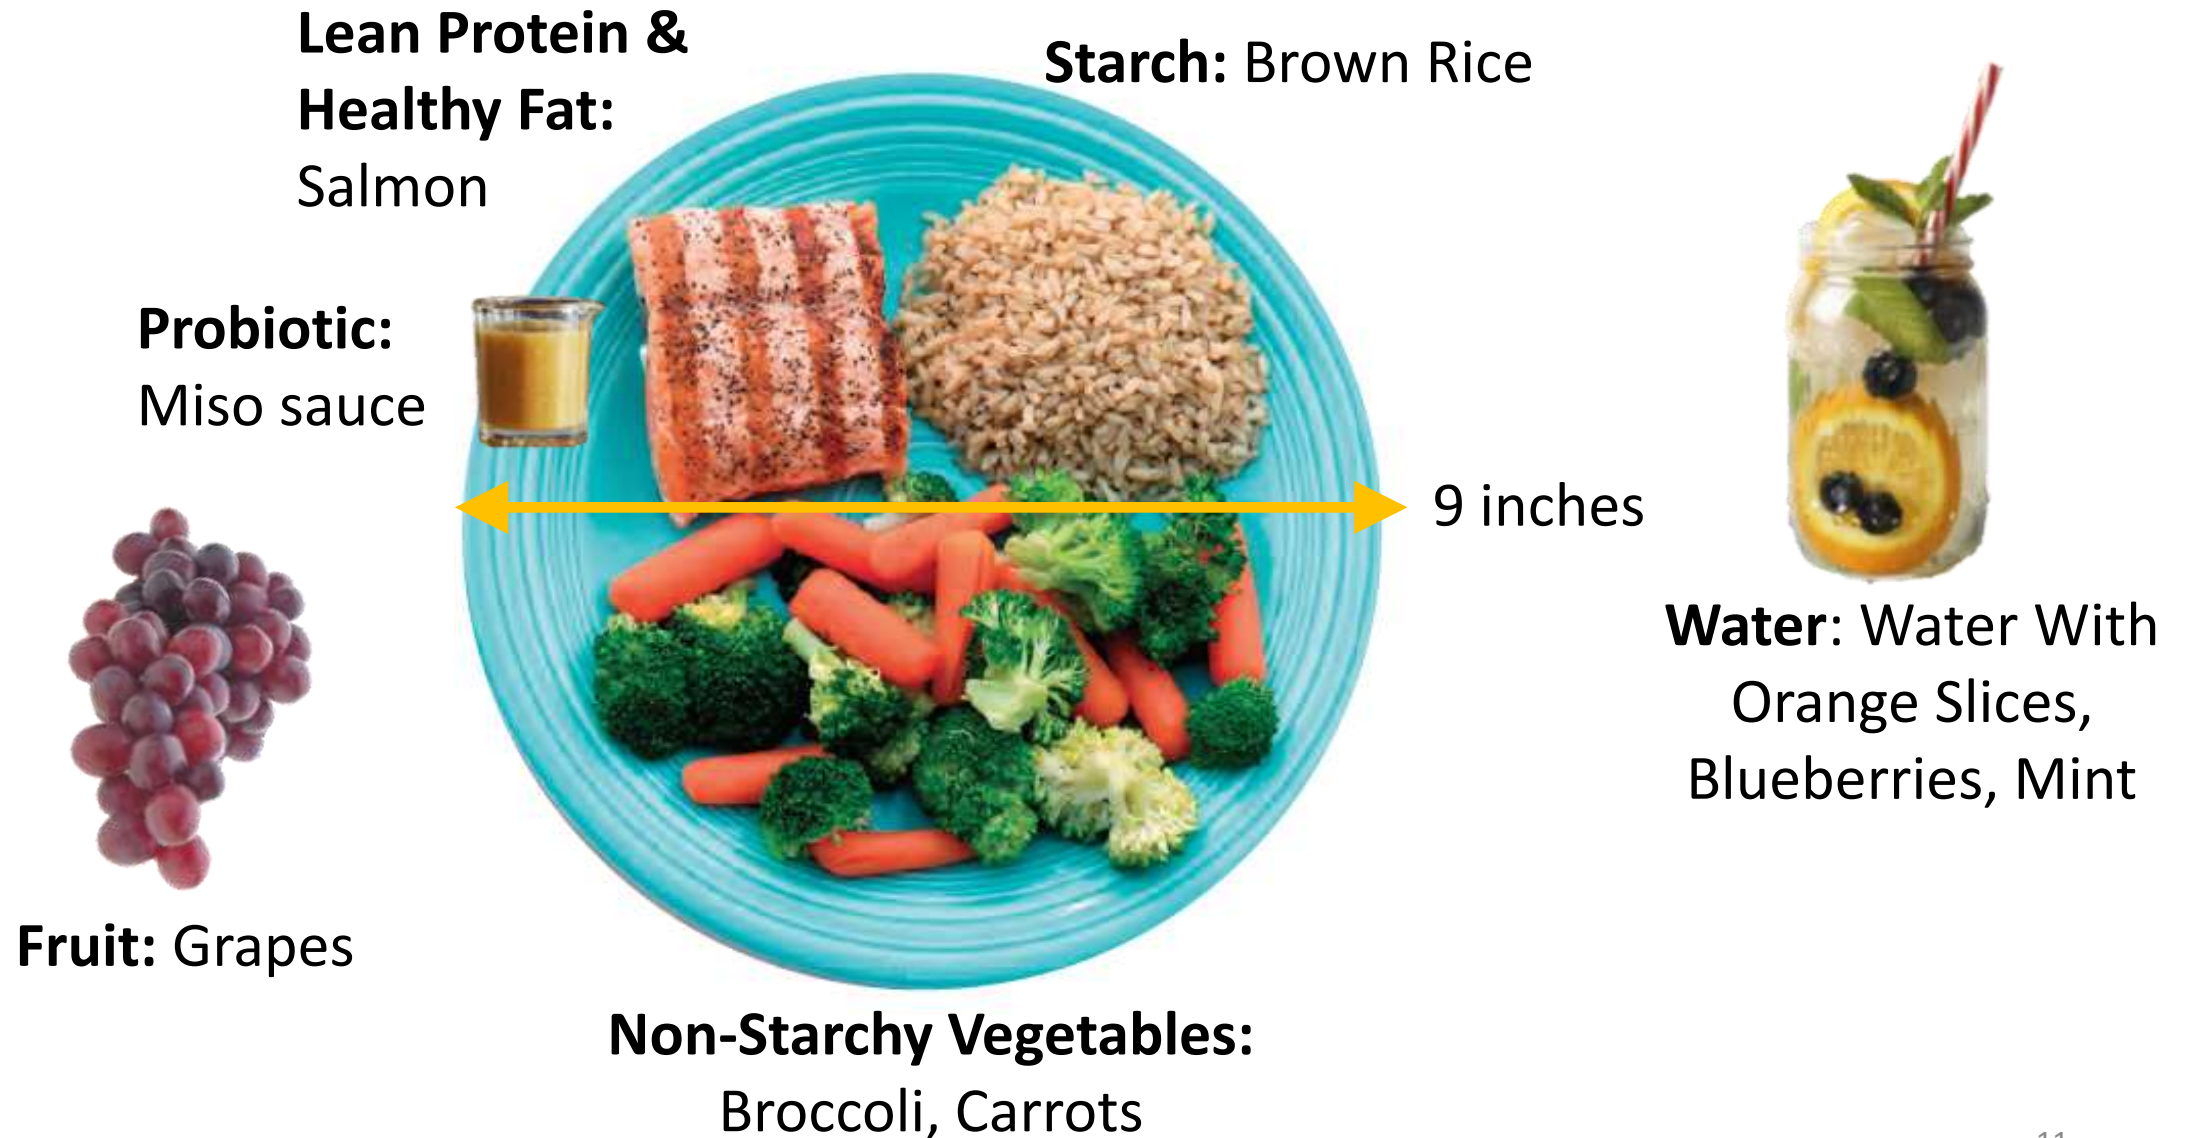 Lean Protein &
Healthy Fat:
Salmon
Starch: Brown Rice
Probiotic:
Miso sauce
9 inches
Water: Water With
Orange Slices,
Blueberries, Mint
Fruit: Grapes
Non-Starchy Vegetables:
Broccoli, Carrots
11